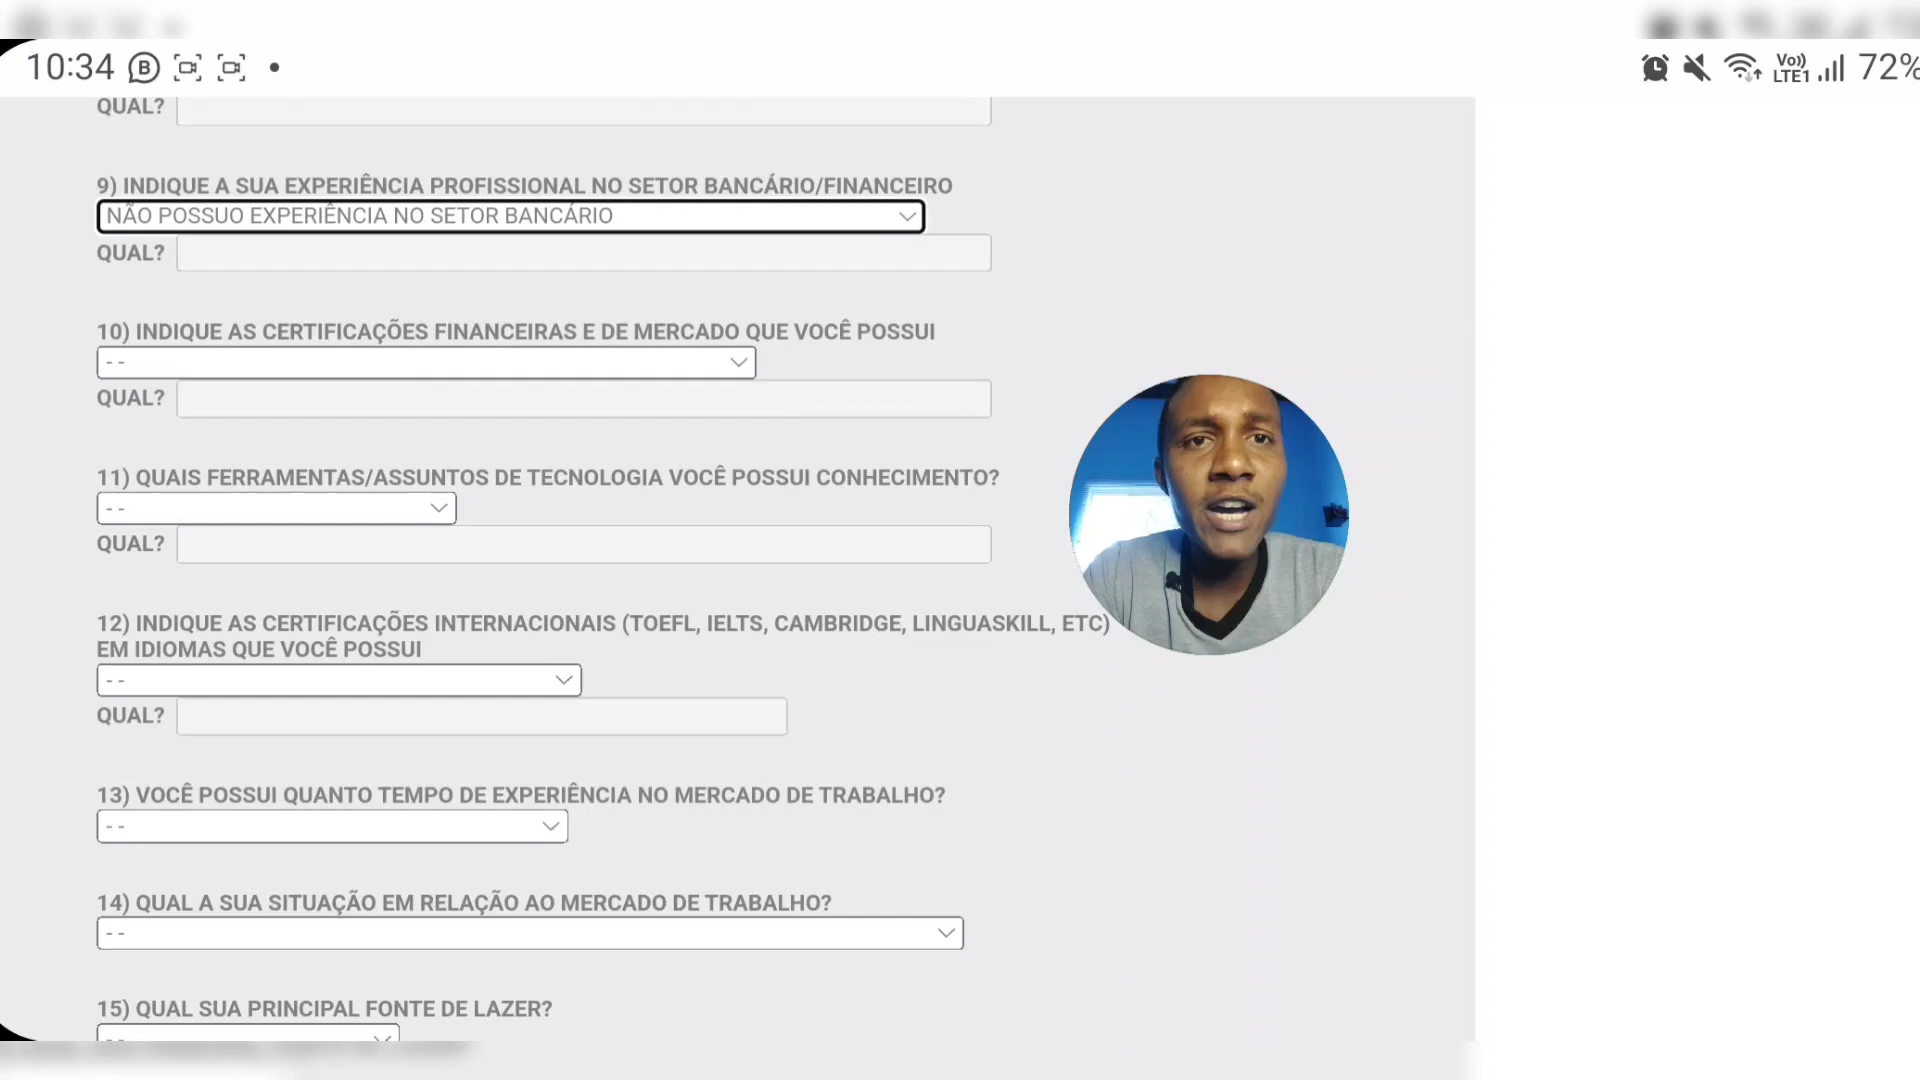 10:34
Vo))
LTE1
72%
QUAL?
9) INDIQUE A SUA EXPERIÊNCIA PROFISSIONAL NO SETOR BANCÁRIO/FINANCEIRO
NÃO POSSUO EXPERIÊNCIA NO SETOR BANCÁRIO
QUAL?
10) INDIQUE AS CERTIFICAÇÕES FINANCEIRAS E DE MERCADO QUE VOCÊ POSSUI
- -
QUAL?
11) QUAIS FERRAMENTAS/ASSUNTOS DE TECNOLOGIA VOCÊ POSSUI CONHECIMENTO?
- -
QUAL?
12) INDIQUE AS CERTIFICAÇÕES INTERNACIONAIS (TOEFL, IELTS, CAMBRIDGE, LINGUASKILL, ETC)
EM IDIOMAS QUE VOCÊ POSSUI
- -
QUAL?
13) VOCÊ POSSUI QUANTO TEMPO DE EXPERIÊNCIA NO MERCADO DE TRABALHO?
- -
14) QUAL A SUA SITUAÇÃO EM RELAÇÃO AO MERCADO DE TRABALHO?
- -
15) QUAL SUA PRINCIPAL FONTE DE LAZER?
- -